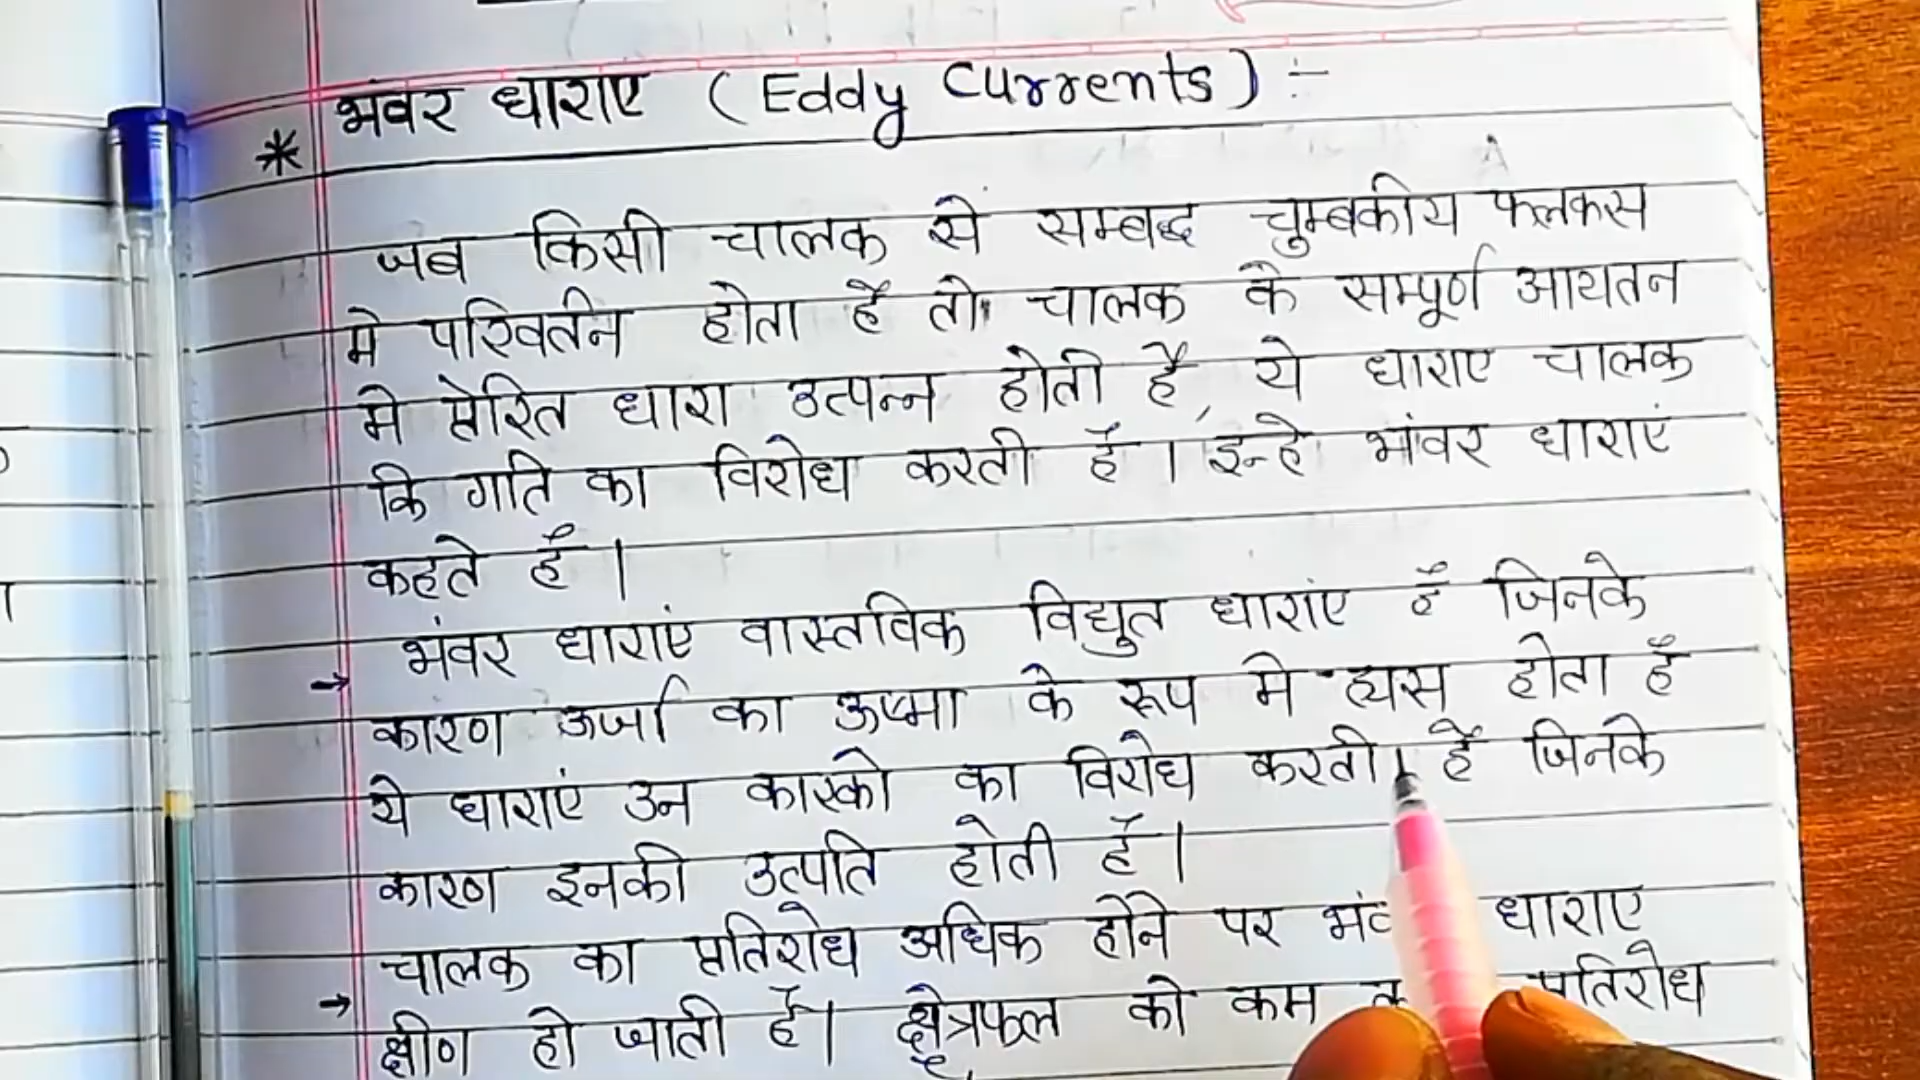 * भंवर धाराए (Eddy Currents) :-
जब किसी चालक से सम्बद्ध चुम्बकीय फलकस
मे परिवर्तन होता है तो चालक के सम्पूर्ण आयतन
मे प्रेरित धारा उत्पन्न होती है, ये धाराए चालक
कि गति का विरोध करती है। इन्हे भंवर धाराएं
कहते है।
→ भंवर धाराएं वास्तविक विद्युत धाराएं है जिनके
कारण ऊर्जा का ऊष्मा के रूप मे होता है
ये धाराएं उन कारको का विरोध करती है जिनके
कारण इनकी उत्पति होती है।
→ चालक का प्रतिरोध अधिक होने पर धाराए
क्षीण हो जाती है। क्षेत्रफल को कम प्रतिरोध